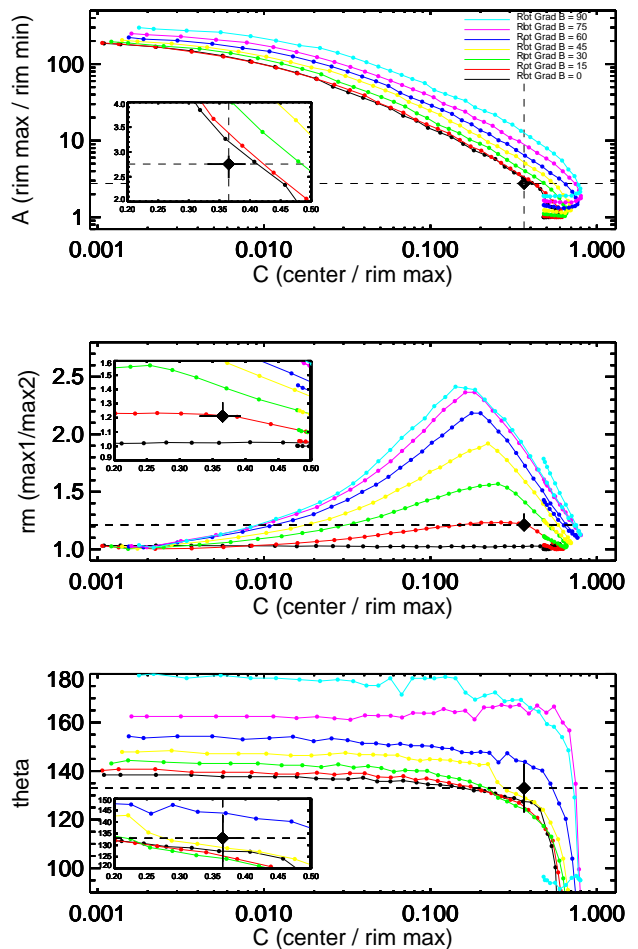 Rot Grad B = 90
Rot Grad B = 75
Rot Grad B = 60
Rot Grad B = 45
Rot Grad B = 30
Rot Grad B = 15
Rot Grad B = 0
A (rim max / rim min)
100
10
1
4.0
3.5
3.0
2.5
2.0
0.20 0.25 0.30 0.35 0.40 0.45 0.50
0.001 0.010 0.100 1.000
C (center / rim max)
rm (max1/max2)
2.5
2.0
1.5
1.0
1.6
1.5
1.4
1.3
1.2
1.1
1.0
0.9
0.20 0.25 0.30 0.35 0.40 0.45 0.50
0.001 0.010 0.100 1.000
C (center / rim max)
theta
180
160
140
120
100
150
145
140
135
130
125
120
0.20 0.25 0.30 0.35 0.40 0.45 0.50
0.001 0.010 0.100 1.000
C (center / rim max)